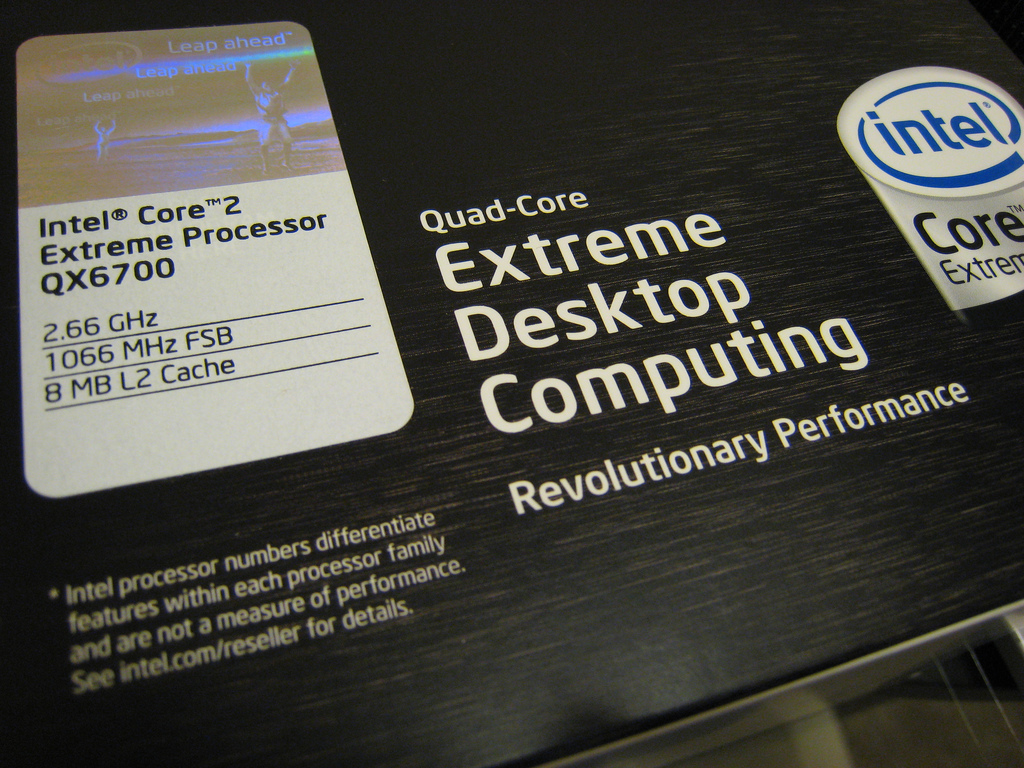 Leap ahead™
Leap ahead
Leap ahead
Leap ahead
Intel® Core™2
Extreme Processor
QX6700
2.66 GHz
1066 MHz FSB
8 MB L2 Cache
Quad-Core
Extreme
Desktop
Computing
Revolutionary Performance
intel®
Core™
Extrem
* Intel processor numbers differentiate
features within each processor family
and are not a measure of performance.
See intel.com/reseller for details.